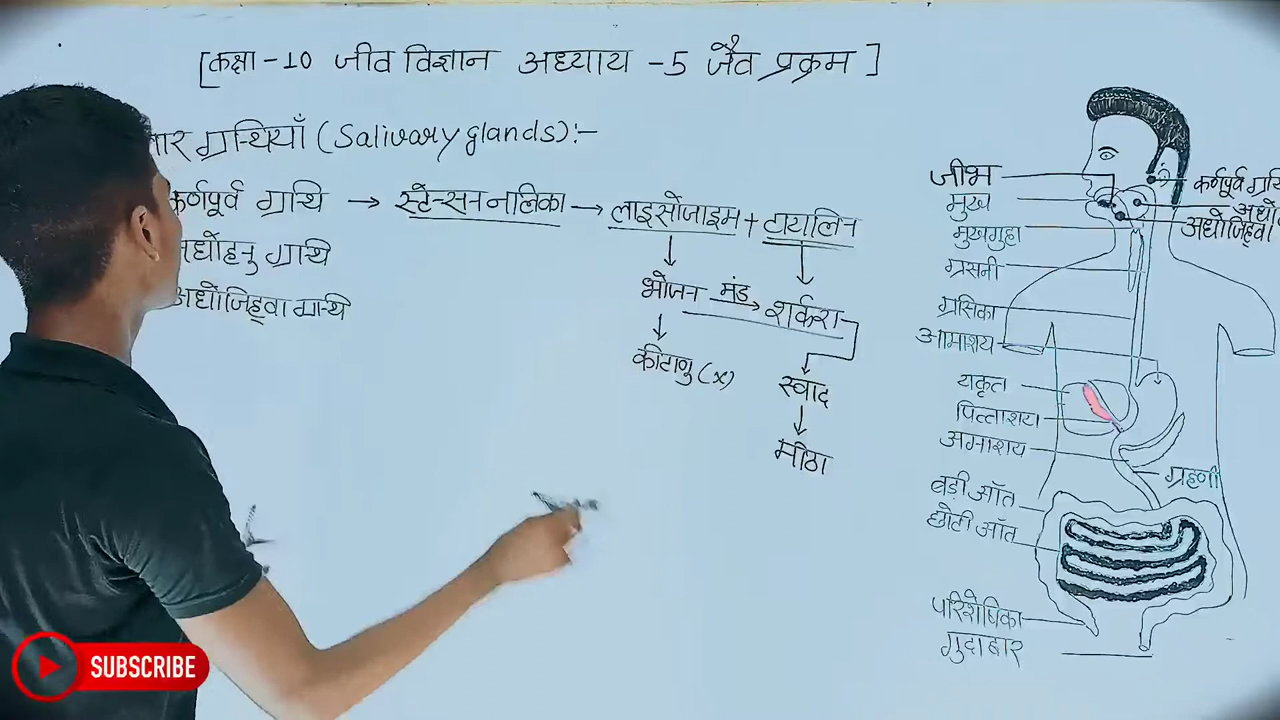 [कक्षा -10 जीव विज्ञान अध्याय -5 जैव प्रक्रम]
ार ग्रन्थियाँ (Salivary glands):-
कर्णपूर्व ग्रन्थि → स्टेन्सन नलिका → लाइसोजाइम + टायलिन
अधोहनु ग्रन्थि
अधोजिह्वा ग्रन्थि
भोजन मंड → शर्करा
कीटाणु (x)
स्वाद
मीठा
जीभ
मुख
मुखगुहा
ग्रसनी
ग्रसिका
आमाशय
यकृत
पित्ताशय
अमाशय
बड़ी आँत
छोटी आँत
परिशेषिका
गुदाद्वार
कर्णपूर्व ग्र
अधो
अधोजिह्वा
ग्रहणी
SUBSCRIBE